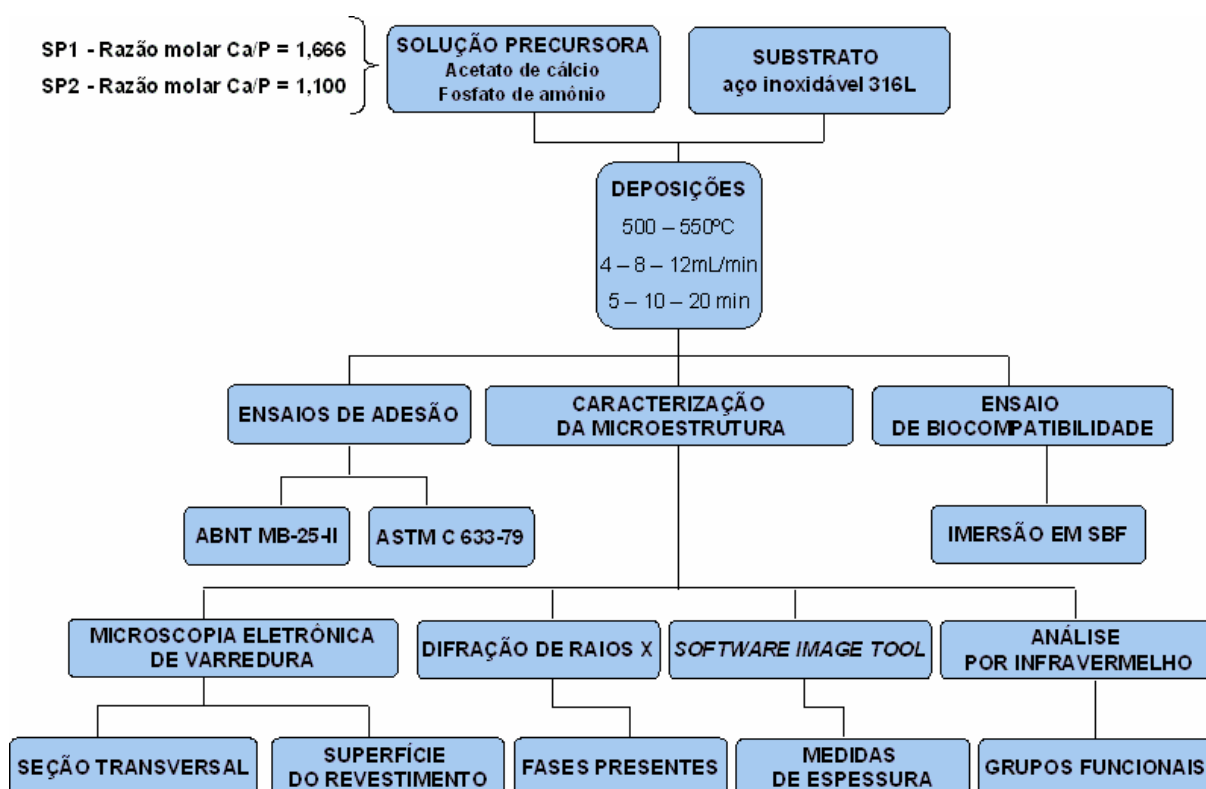 SP1 - Razão molar Ca/P = 1,666
SP2 - Razão molar Ca/P = 1,100
SOLUÇÃO PRECURSORA
Acetato de cálcio
Fosfato de amônio
SUBSTRATO
aço inoxidável 316L
DEPOSIÇÕES
500 – 550ºC
4 – 8 – 12mL/min
5 – 10 – 20 min
ENSAIOS DE ADESÃO
CARACTERIZAÇÃO
DA MICROESTRUTURA
ENSAIO
DE BIOCOMPATIBILIDADE
ABNT MB-25-II
ASTM C 633-79
IMERSÃO EM SBF
MICROSCOPIA ELETRÔNICA
DE VARREDURA
DIFRAÇÃO DE RAIOS X
SOFTWARE IMAGE TOOL
ANÁLISE
POR INFRAVERMELHO
SEÇÃO TRANSVERSAL
SUPERFÍCIE
DO REVESTIMENTO
FASES PRESENTES
MEDIDAS
DE ESPESSURA
GRUPOS FUNCIONAIS